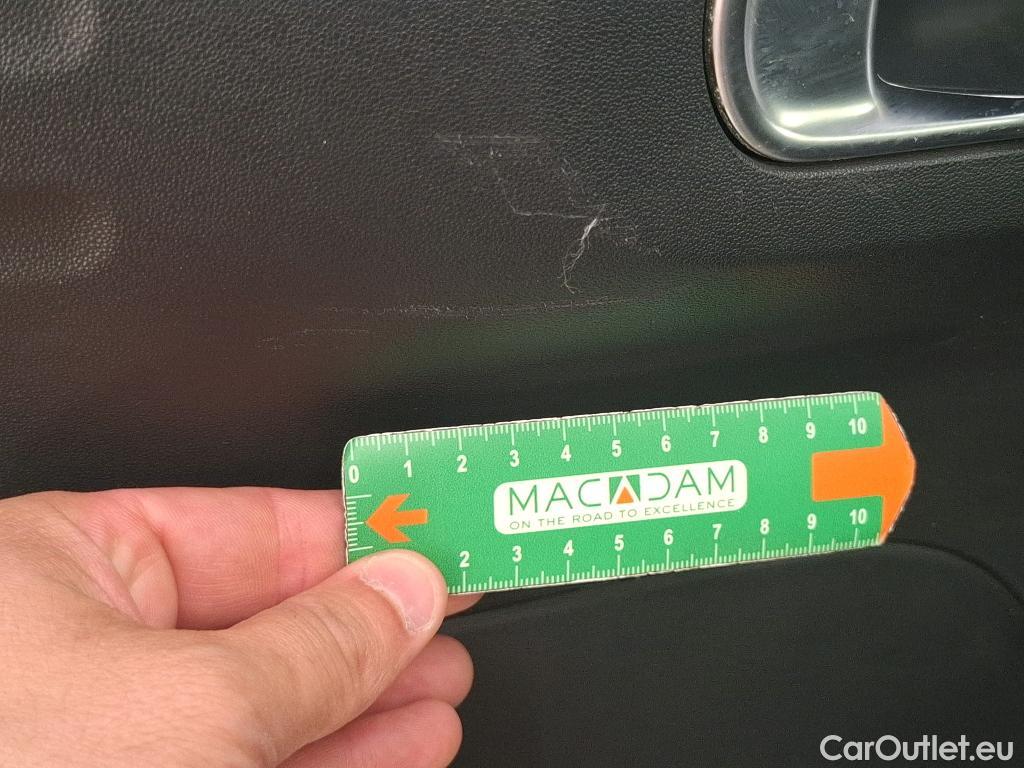 0 1 2 3 4 5 6 7 8 9 10
MACADAM
ON THE ROAD TO EXCELLENCE
2 3 4 5 6 7 8 9 10
CarOutlet.eu